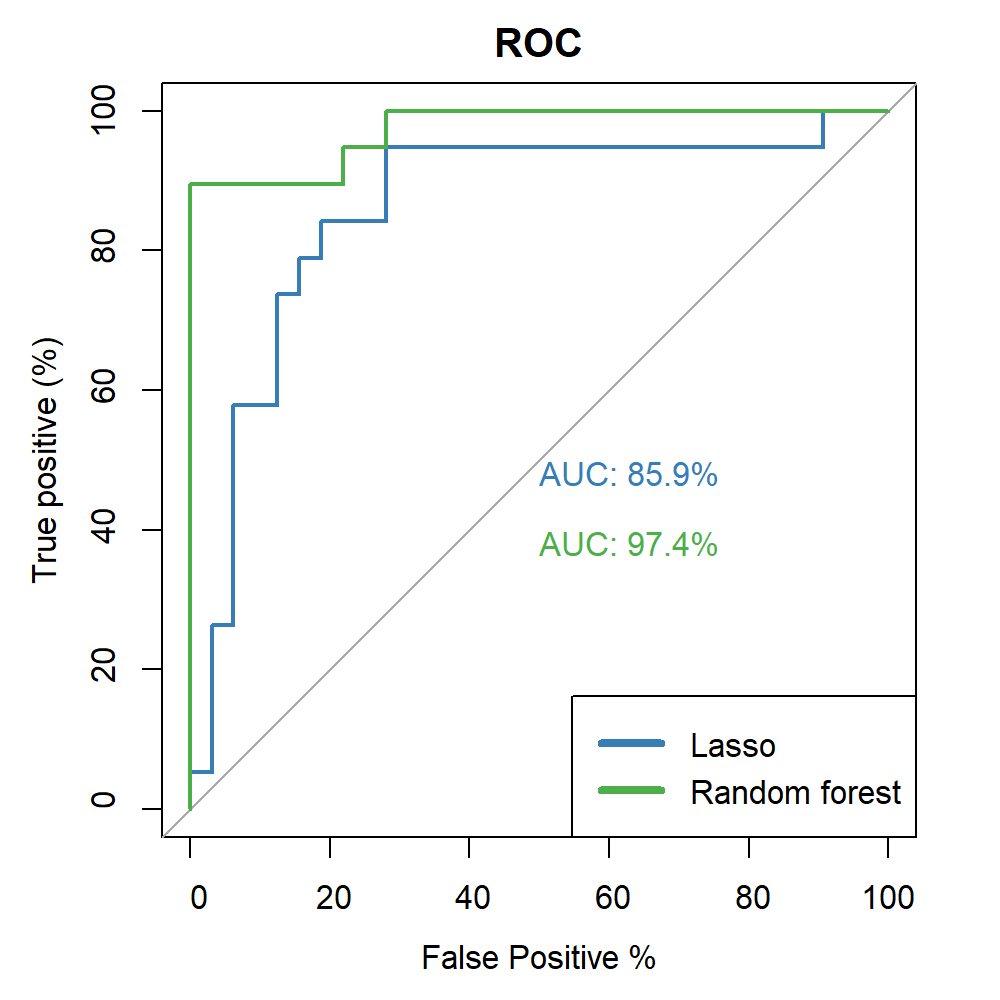 ROC
True positive (%)
100
80
60
40
20
0
AUC: 85.9%
AUC: 97.4%
Lasso
Random forest
0 20 40 60 80 100
False Positive %